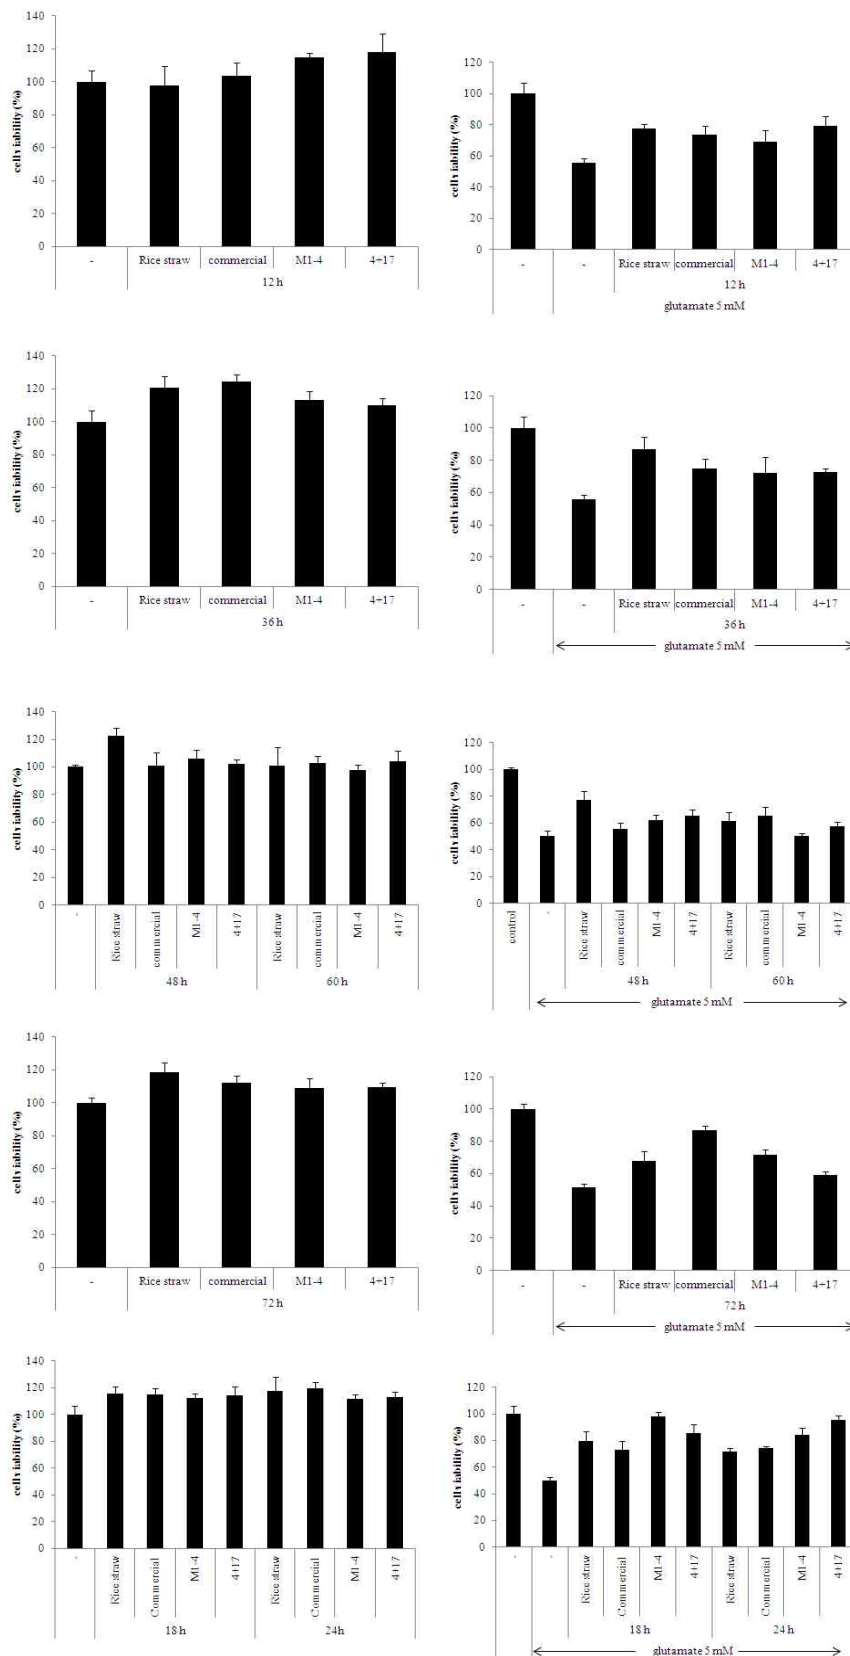 140
120
100
80
60
40
20
0
cell viability (%)
- Rice straw commercial M1-4 4+17
12 h
120
100
80
60
40
20
0
cell viability (%)
- - Rice straw commercial M1-4 4+17
12 h
glutamate 5 mM
140
120
100
80
60
40
20
0
cell viability (%)
- Rice straw commercial M1-4 4+17
36 h
120
100
80
60
40
20
0
cell viability (%)
- - Rice straw commercial M1-4 4+17
36 h
glutamate 5 mM
140
120
100
80
60
40
20
0
cell viability (%)
- Rice straw commercial M1-4 4+17 Rice straw commercial M1-4 4+17
48 h 60 h
120
100
80
60
40
20
0
cell viability (%)
control - Rice straw commercial M1-4 4+17 Rice straw commercial M1-4 4+17
48 h 60 h
glutamate 5 mM
140
120
100
80
60
40
20
0
cell viability (%)
- Rice straw commercial M1-4 4+17
72 h
120
100
80
60
40
20
0
cell viability (%)
- - Rice straw commercial M1-4 4+17
72 h
glutamate 5 mM
140
120
100
80
60
40
20
0
cell viability (%)
- Rice straw Commercial M1-4 4+17 Rice straw Commercial M1-4 4+17
18 h 24 h
120
100
80
60
40
20
0
cell viability (%)
- - Rice straw Commercial M1-4 4+17 Rice straw Commercial M1-4 4+17
18 h 24 h
glutamate 5 mM